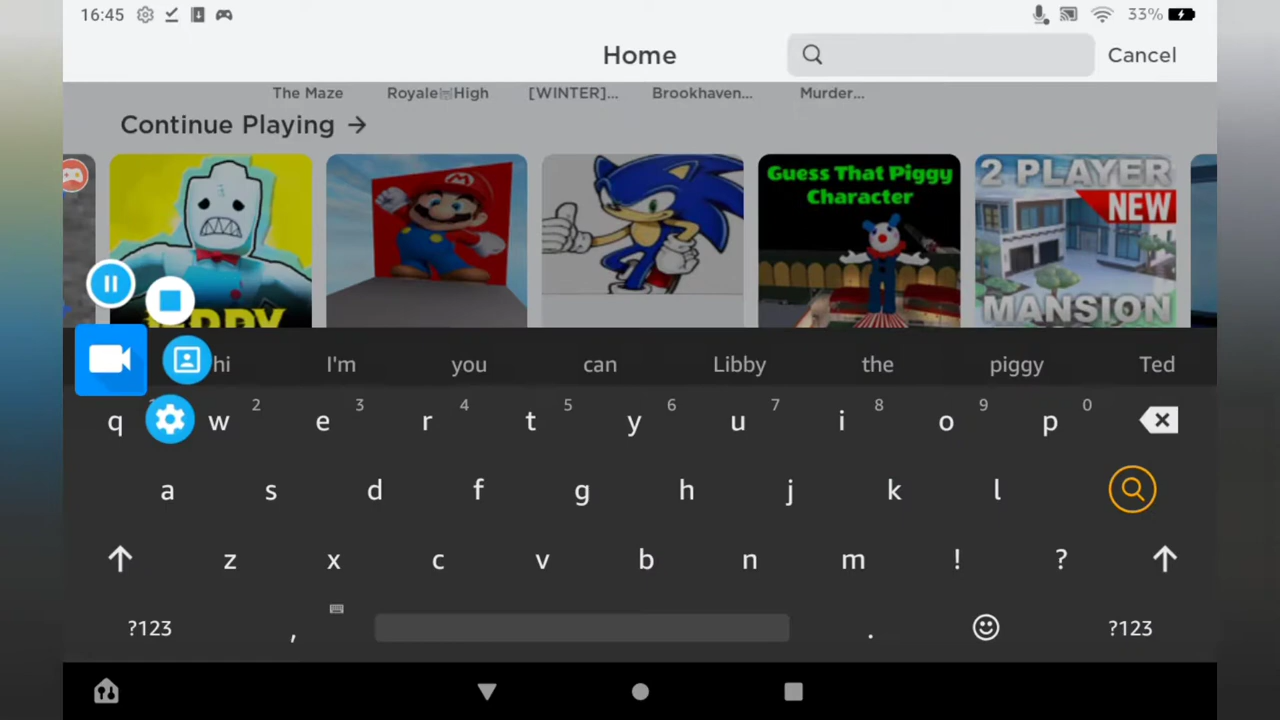 16:45 33%
Home Cancel
The Maze Royale High [WINTER]... Brookhaven... Murder...
Continue Playing →
Guess That Piggy
Character
2 PLAYER
NEW
MANSION
hi I'm you can Libby the piggy Ted
q w 2 e 3 r 4 t 5 y 6 u 7 i 8 o 9 p 0
a s d f g h j k l
z x c v b n m ! ?
?123 , . ?123